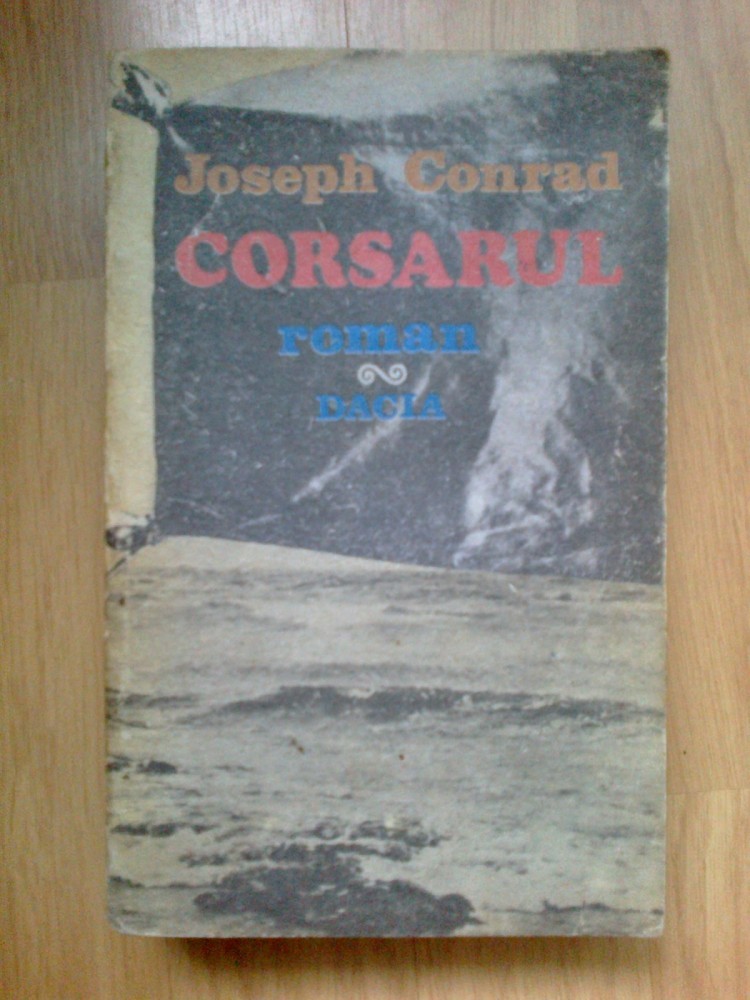 Joseph Conrad
CORSARUL
roman
DACIA